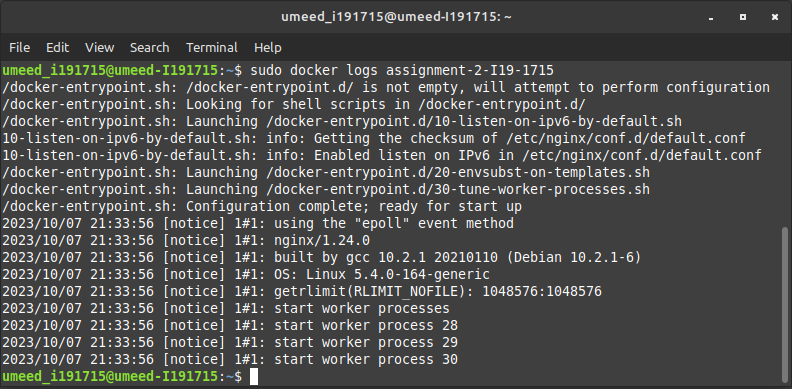 umeed_i191715@umeed-I191715: ~
File Edit View Search Terminal Help
umeed_i191715@umeed-I191715:~$ sudo docker logs assignment-2-I19-1715
/docker-entrypoint.sh: /docker-entrypoint.d/ is not empty, will attempt to perform configuration
/docker-entrypoint.sh: Looking for shell scripts in /docker-entrypoint.d/
/docker-entrypoint.sh: Launching /docker-entrypoint.d/10-listen-on-ipv6-by-default.sh
10-listen-on-ipv6-by-default.sh: info: Getting the checksum of /etc/nginx/conf.d/default.conf
10-listen-on-ipv6-by-default.sh: info: Enabled listen on IPv6 in /etc/nginx/conf.d/default.conf
/docker-entrypoint.sh: Launching /docker-entrypoint.d/20-envsubst-on-templates.sh
/docker-entrypoint.sh: Launching /docker-entrypoint.d/30-tune-worker-processes.sh
/docker-entrypoint.sh: Configuration complete; ready for start up
2023/10/07 21:33:56 [notice] 1#1: using the "epoll" event method
2023/10/07 21:33:56 [notice] 1#1: nginx/1.24.0
2023/10/07 21:33:56 [notice] 1#1: built by gcc 10.2.1 20210110 (Debian 10.2.1-6)
2023/10/07 21:33:56 [notice] 1#1: OS: Linux 5.4.0-164-generic
2023/10/07 21:33:56 [notice] 1#1: getrlimit(RLIMIT_NOFILE): 1048576:1048576
2023/10/07 21:33:56 [notice] 1#1: start worker processes
2023/10/07 21:33:56 [notice] 1#1: start worker process 28
2023/10/07 21:33:56 [notice] 1#1: start worker process 29
2023/10/07 21:33:56 [notice] 1#1: start worker process 30
umeed_i191715@umeed-I191715:~$